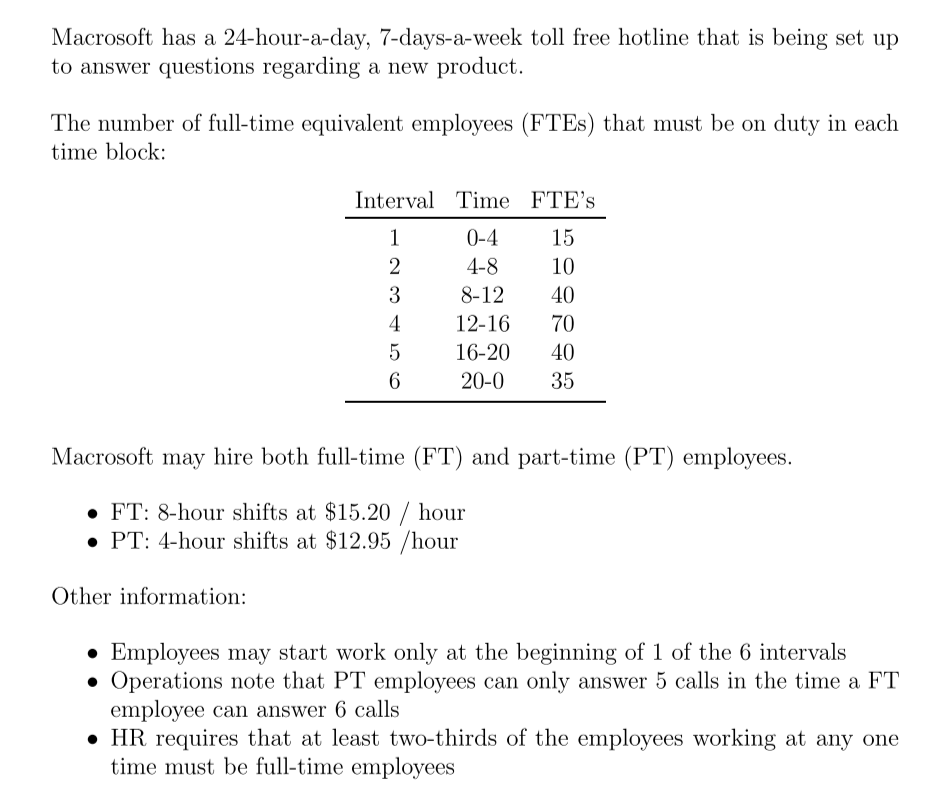 Macrosoft has a 24-hour-a-day, 7-days-a-week toll free hotline that is being set up
to answer questions regarding a new product.
The number of full-time equivalent employees (FTEs) that must be on duty in each
time block:
Interval Time FTE's
1 0-4 15
2 4-8 10
3 8-12 40
4 12-16 70
5 16-20 40
6 20-0 35
Macrosoft may hire both full-time (FT) and part-time (PT) employees.
• FT: 8-hour shifts at $15.20 / hour
• PT: 4-hour shifts at $12.95 /hour
Other information:
• Employees may start work only at the beginning of 1 of the 6 intervals
• Operations note that PT employees can only answer 5 calls in the time a FT
employee can answer 6 calls
• HR requires that at least two-thirds of the employees working at any one
time must be full-time employees